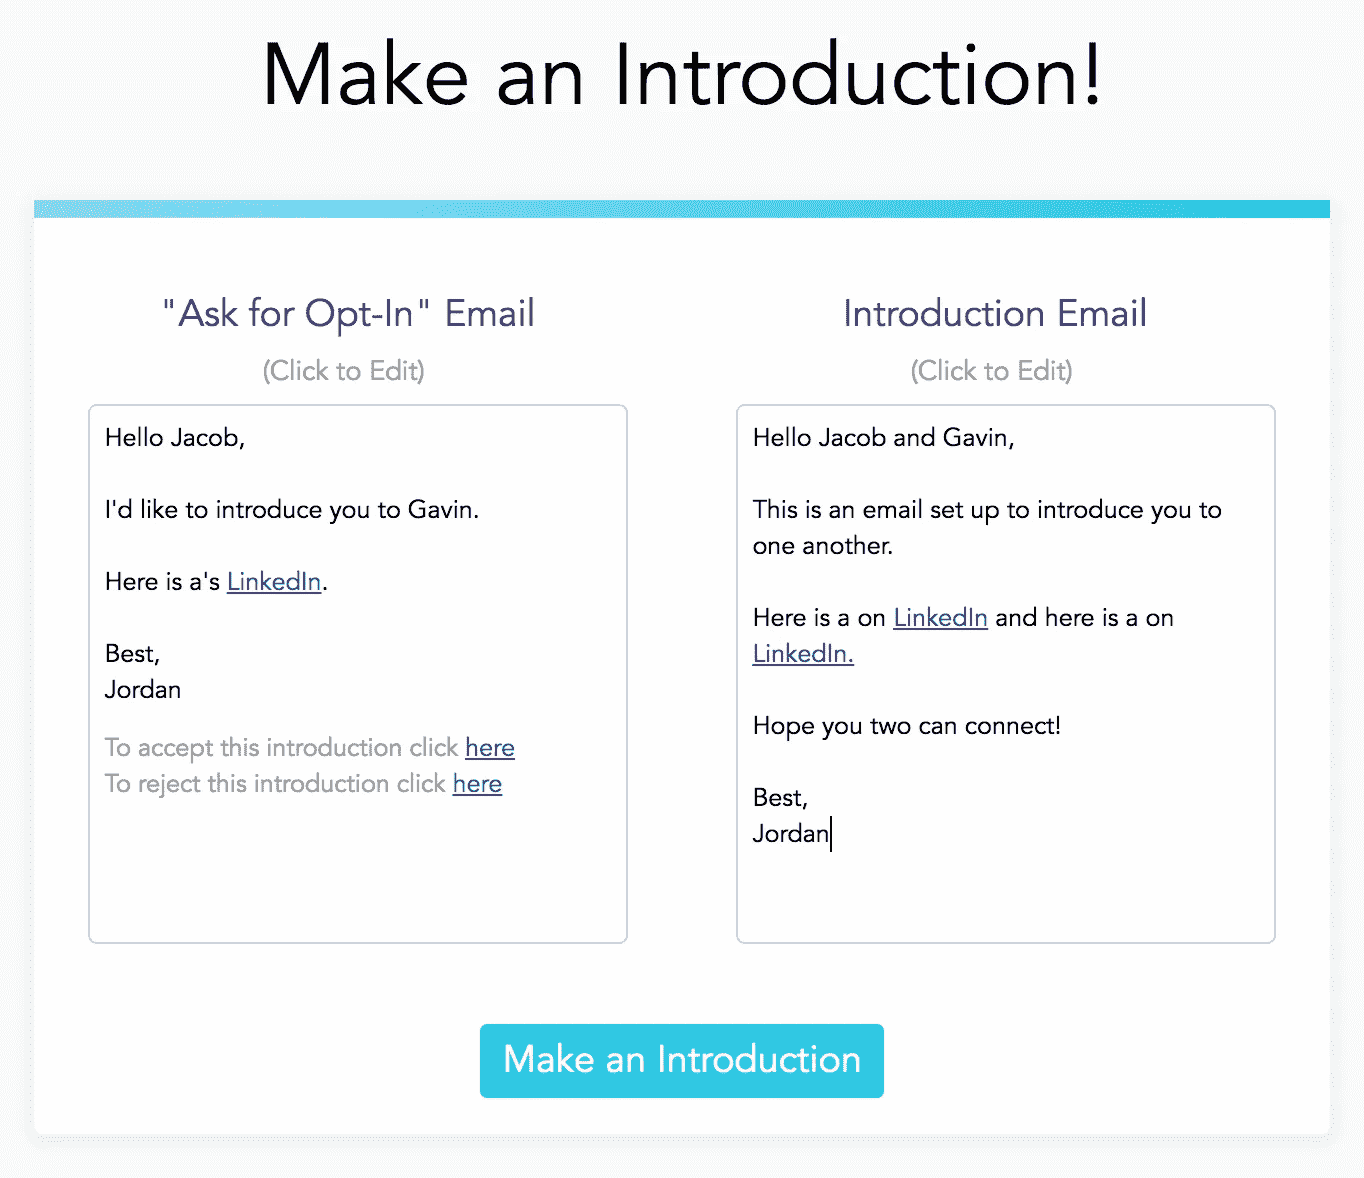 Make an Introduction!
"Ask for Opt-In" Email
(Click to Edit)
Hello Jacob,
I'd like to introduce you to Gavin.
Here is a's LinkedIn.
Best,
Jordan
To accept this introduction click here
To reject this introduction click here
Introduction Email
(Click to Edit)
Hello Jacob and Gavin,
This is an email set up to introduce you to
one another.
Here is a on LinkedIn and here is a on
LinkedIn.
Hope you two can connect!
Best,
Jordan
Make an Introduction